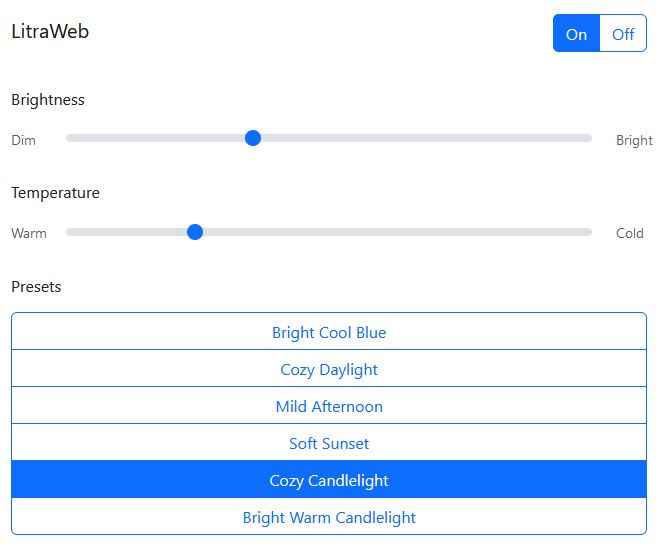 LitraWeb
On Off
Brightness
Dim Bright
Temperature
Warm Cold
Presets
Bright Cool Blue
Cozy Daylight
Mild Afternoon
Soft Sunset
Cozy Candlelight
Bright Warm Candlelight